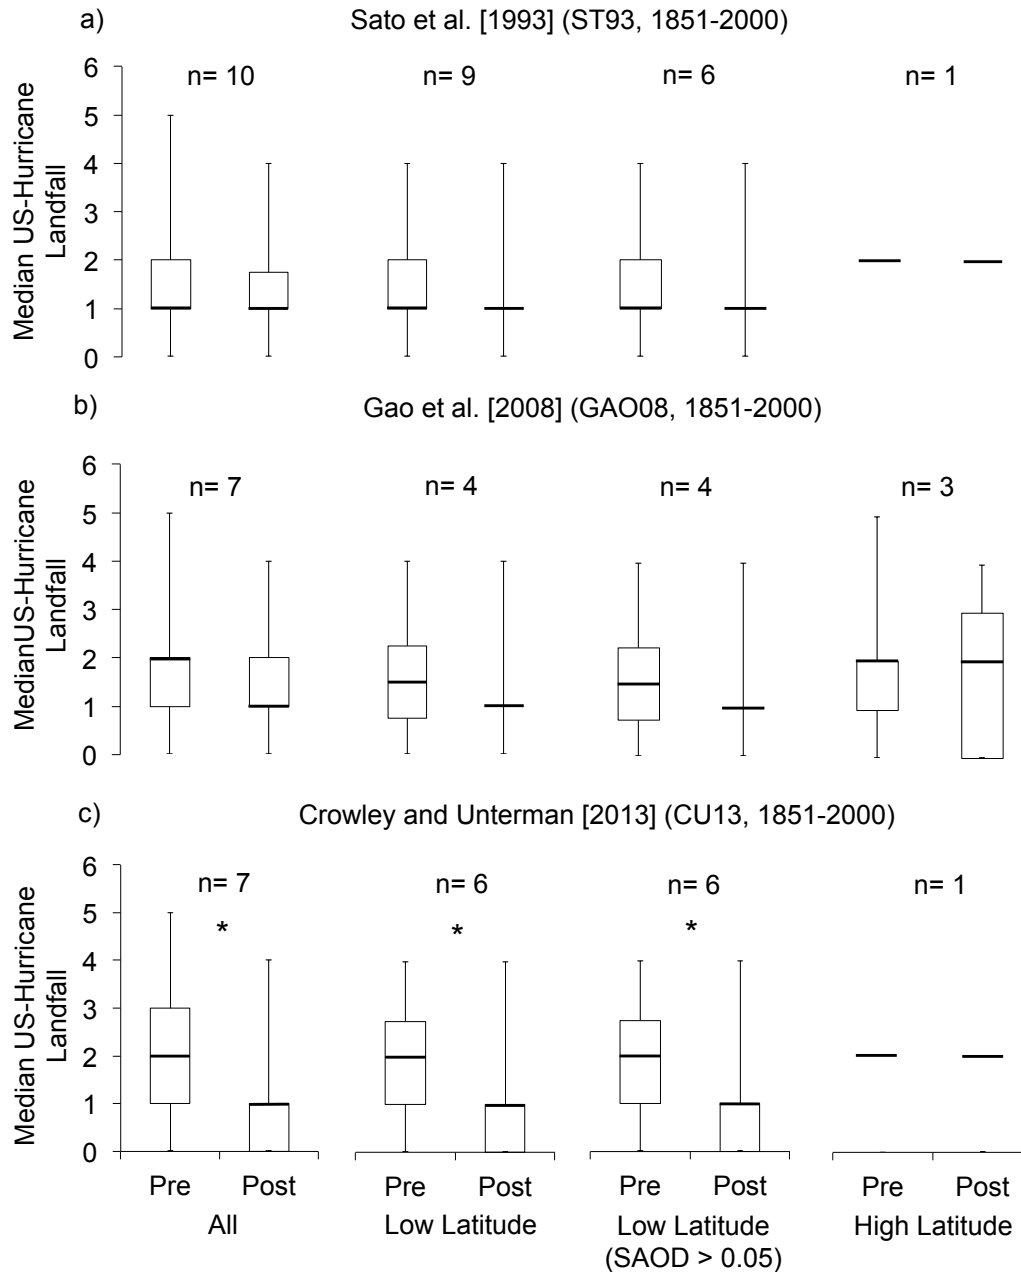 a)
Sato et al. [1993] (ST93, 1851-2000)
Median US-Hurricane
Landfall
6
5
4
3
2
1
0
n= 10
n= 9
n= 6
n= 1
b)
Gao et al. [2008] (GAO08, 1851-2000)
MedianUS-Hurricane
Landfall
6
5
4
3
2
1
0
n= 7
n= 4
n= 4
n= 3
c)
Crowley and Unterman [2013] (CU13, 1851-2000)
Median US-Hurricane
Landfall
6
5
4
3
2
1
0
n= 7
n= 6
n= 6
n= 1
*
*
*
Pre Post
Pre Post
Pre Post
Pre Post
All
Low Latitude
Low Latitude
(SAOD > 0.05)
High Latitude